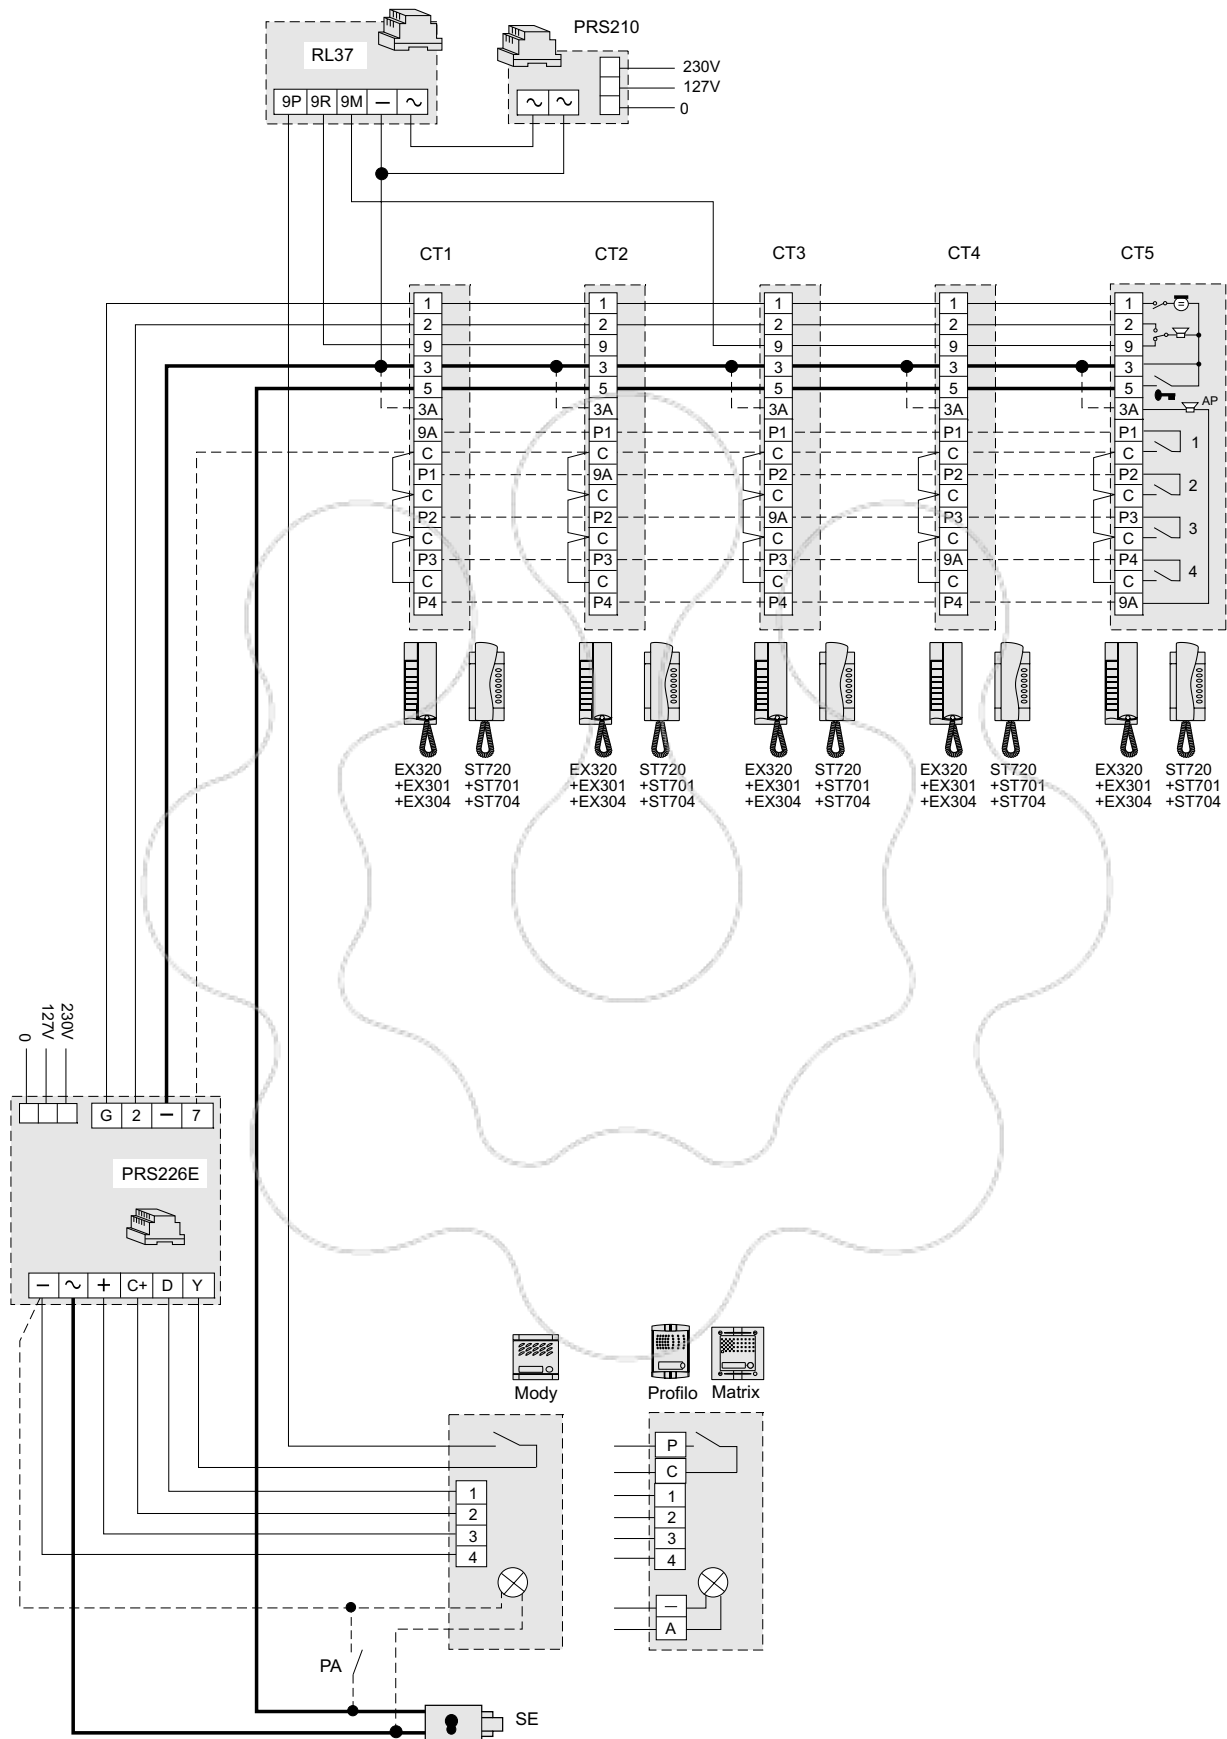 PRS210
RL37
230V
127V
0
9P 9R 9M — ~
~ ~
CT1 CT2 CT3 CT4 CT5
1 1 1 1 1
2 2 2 2 2
9 9 9 9 9
3 3 3 3 3
5 5 5 5 5
3A 3A 3A 3A 3A AP
9A P1 P1 P1 P1
C C C C C 1
P1 9A P2 P2 P2
C C C C C 2
P2 P2 9A P3 P3
C C C C C 3
P3 P3 P3 9A P4
C C C C C 4
P4 P4 P4 P4 9A
EX320 ST720 EX320 ST720 EX320 ST720 EX320 ST720 EX320 ST720
+EX301 +ST701 +EX301 +ST701 +EX301 +ST701 +EX301 +ST701 +EX301 +ST701
+EX304 +ST704 +EX304 +ST704 +EX304 +ST704 +EX304 +ST704 +EX304 +ST704
0 127V 230V
G 2 — 7
PRS226E
— ~ + C+ D Y
Mody Profilo Matrix
P
C
1 1
2 2
3 3
4 4
—
A
PA
SE